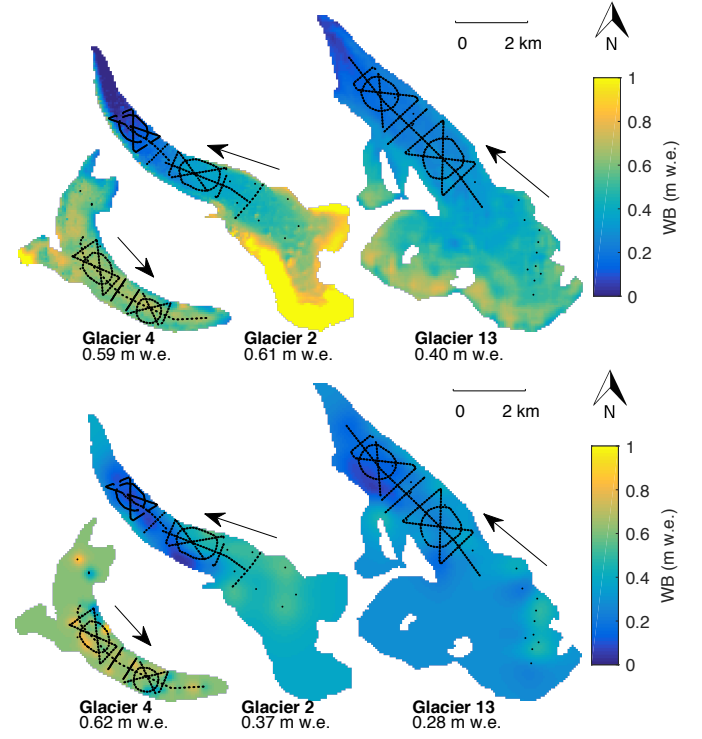 0 2 km
N
1
0.8
0.6
0.4
0.2
0
WB (m w.e.)
Glacier 4
0.59 m w.e.
Glacier 2
0.61 m w.e.
Glacier 13
0.40 m w.e.
0 2 km
N
1
0.8
0.6
0.4
0.2
0
WB (m w.e.)
Glacier 4
0.62 m w.e.
Glacier 2
0.37 m w.e.
Glacier 13
0.28 m w.e.